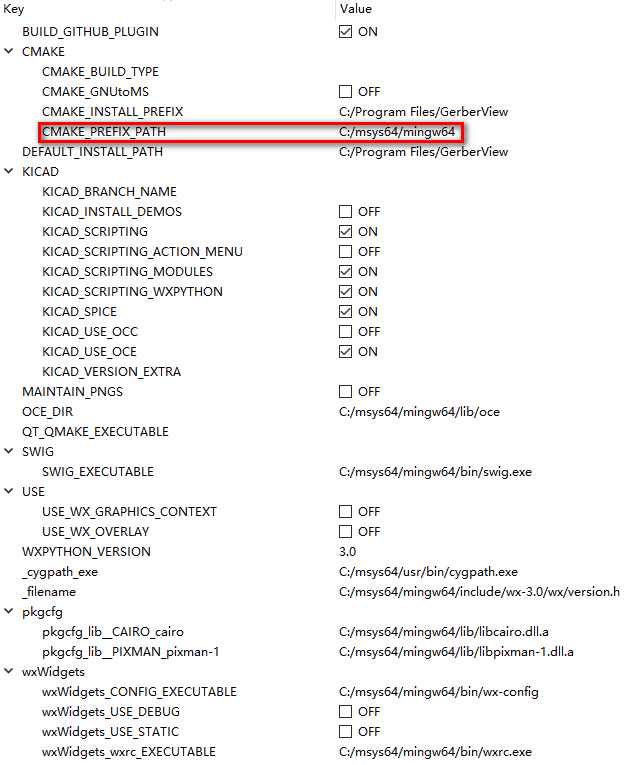 Key Value
BUILD_GITHUB_PLUGIN ON
CMAKE
CMAKE_BUILD_TYPE
CMAKE_GNUtoMS OFF
CMAKE_INSTALL_PREFIX C:/Program Files/GerberView
CMAKE_PREFIX_PATH C:/msys64/mingw64
DEFAULT_INSTALL_PATH C:/Program Files/GerberView
KICAD
KICAD_BRANCH_NAME
KICAD_INSTALL_DEMOS OFF
KICAD_SCRIPTING ON
KICAD_SCRIPTING_ACTION_MENU OFF
KICAD_SCRIPTING_MODULES ON
KICAD_SCRIPTING_WXPYTHON ON
KICAD_SPICE ON
KICAD_USE_OCC OFF
KICAD_USE_OCE ON
KICAD_VERSION_EXTRA
MAINTAIN_PNGS OFF
OCE_DIR C:/msys64/mingw64/lib/oce
QT_QMAKE_EXECUTABLE
SWIG
SWIG_EXECUTABLE C:/msys64/mingw64/bin/swig.exe
USE
USE_WX_GRAPHICS_CONTEXT OFF
USE_WX_OVERLAY OFF
WXPYTHON_VERSION 3.0
_cygpath_exe C:/msys64/usr/bin/cygpath.exe
_filename C:/msys64/mingw64/include/wx-3.0/wx/version.h
pkgcfg
pkgcfg_lib__CAIRO_cairo C:/msys64/mingw64/lib/libcairo.dll.a
pkgcfg_lib__PIXMAN_pixman-1 C:/msys64/mingw64/lib/libpixman-1.dll.a
wxWidgets
wxWidgets_CONFIG_EXECUTABLE C:/msys64/mingw64/bin/wx-config
wxWidgets_USE_DEBUG OFF
wxWidgets_USE_STATIC OFF
wxWidgets_wxrc_EXECUTABLE C:/msys64/mingw64/bin/wxrc.exe